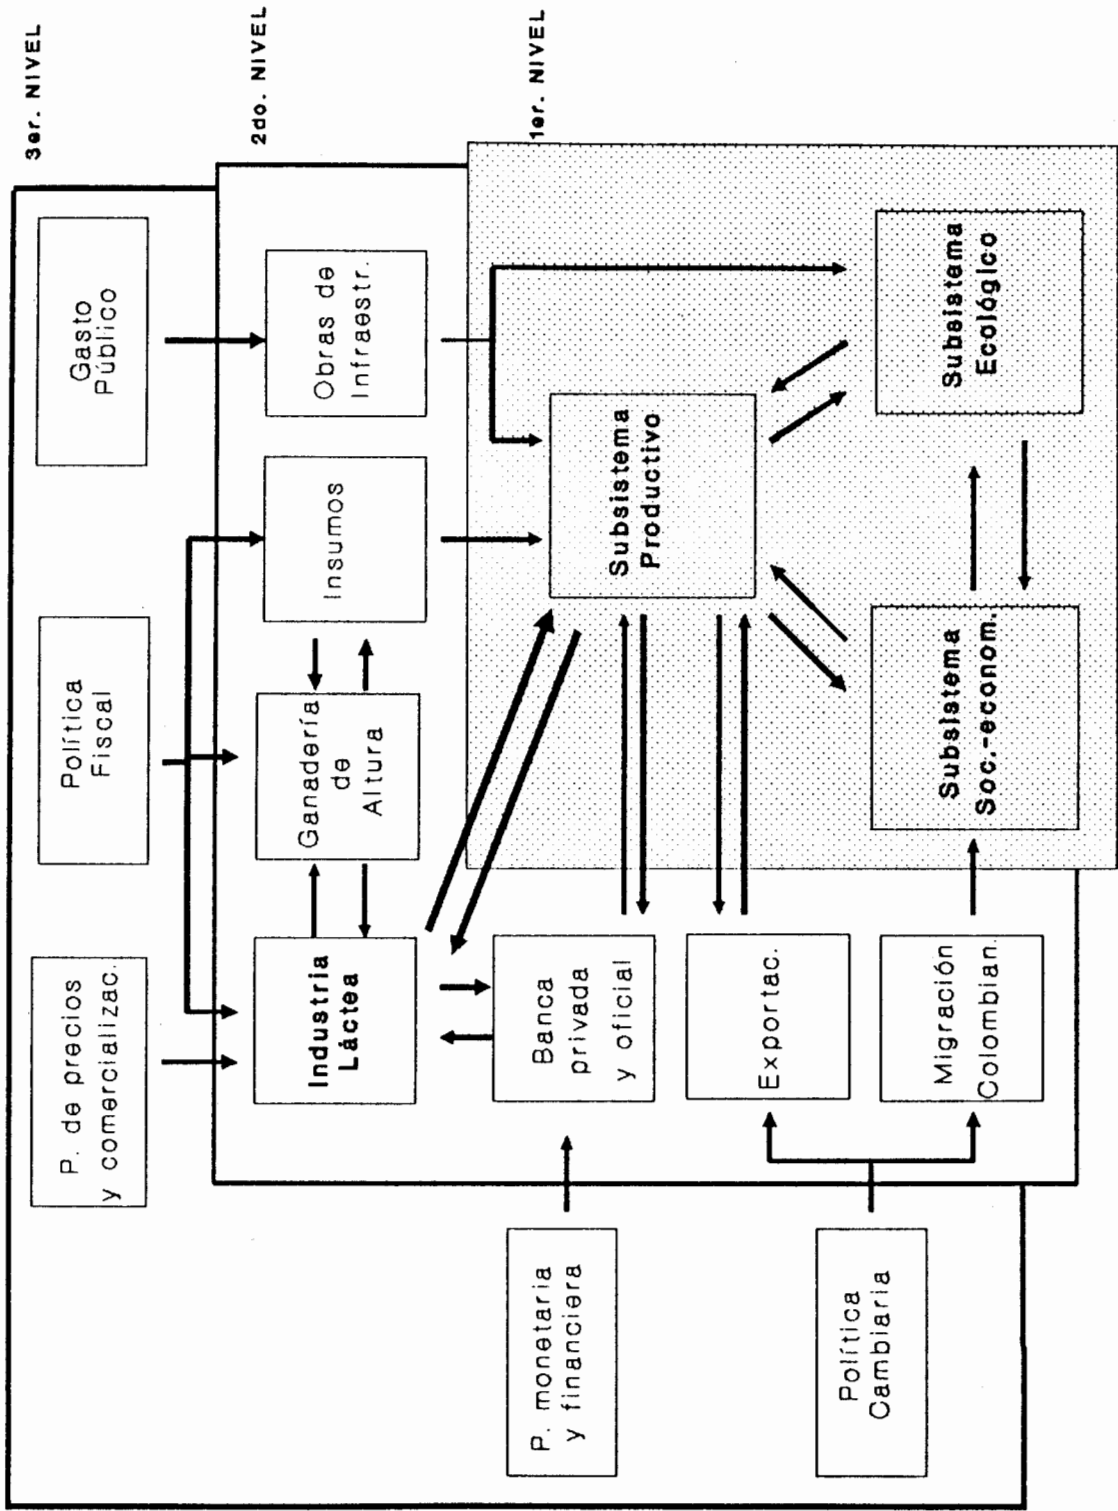 3er. NIVEL
2do. NIVEL
1er. NIVEL
P. de precios
y comercializac.
Política
Fiscal
Gasto
Público
Industria
Láctea
Ganadería
de
Altura
Insumos
Obras de
Infraestr.
P. monetaria
y financiera
Banca
privada
y oficial
Subsistema
Productivo
Exportac.
Política
Cambiaria
Migración
Colombian.
Subsistema
Soc.-econom.
Subsistema
Ecológico